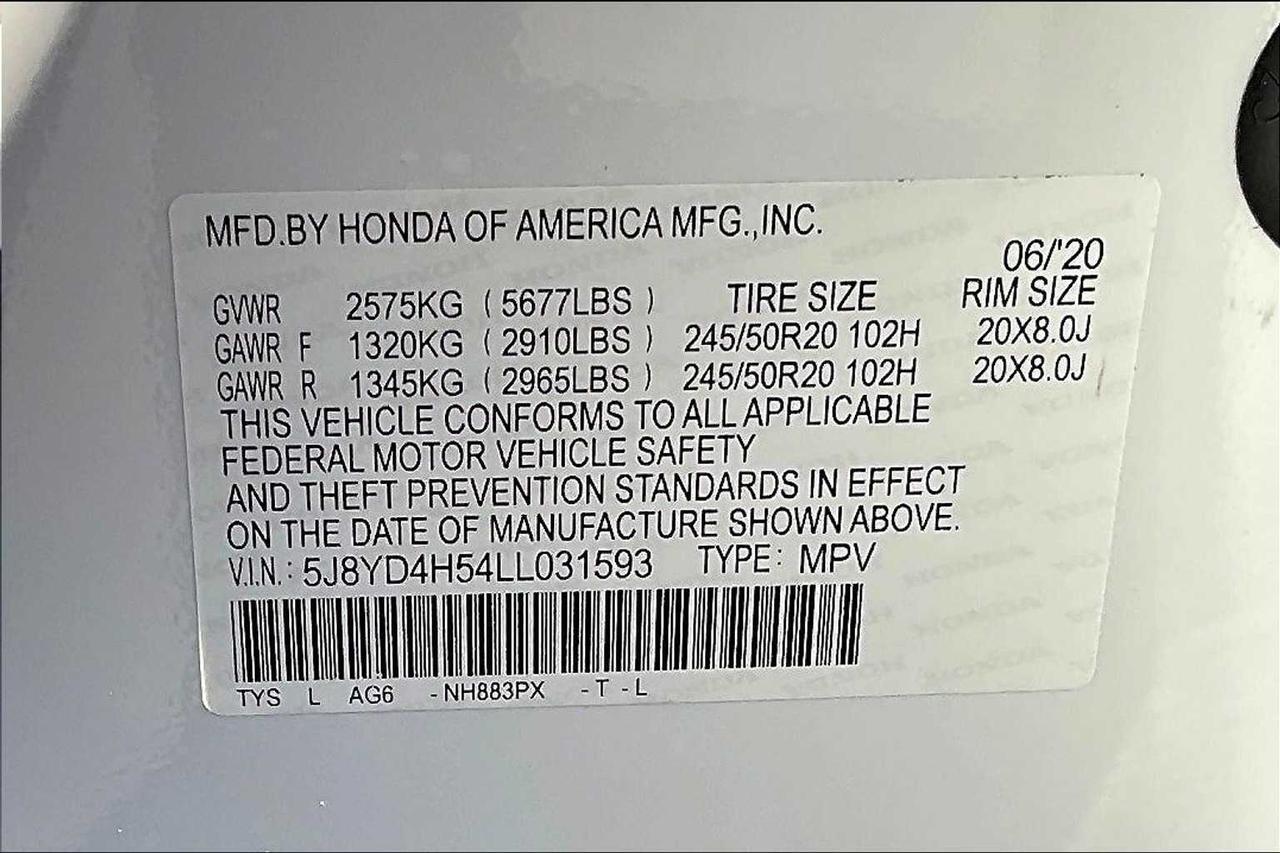 MFD.BY HONDA OF AMERICA MFG.,INC.
06/'20
GVWR 2575KG ( 5677LBS ) TIRE SIZE RIM SIZE
GAWR F 1320KG ( 2910LBS ) 245/50R20 102H 20X8.0J
GAWR R 1345KG ( 2965LBS ) 245/50R20 102H 20X8.0J
THIS VEHICLE CONFORMS TO ALL APPLICABLE
FEDERAL MOTOR VEHICLE SAFETY
AND THEFT PREVENTION STANDARDS IN EFFECT
ON THE DATE OF MANUFACTURE SHOWN ABOVE.
V.I.N.: 5J8YD4H54LL031593 TYPE: MPV
TYS L AG6 -NH883PX -T -L